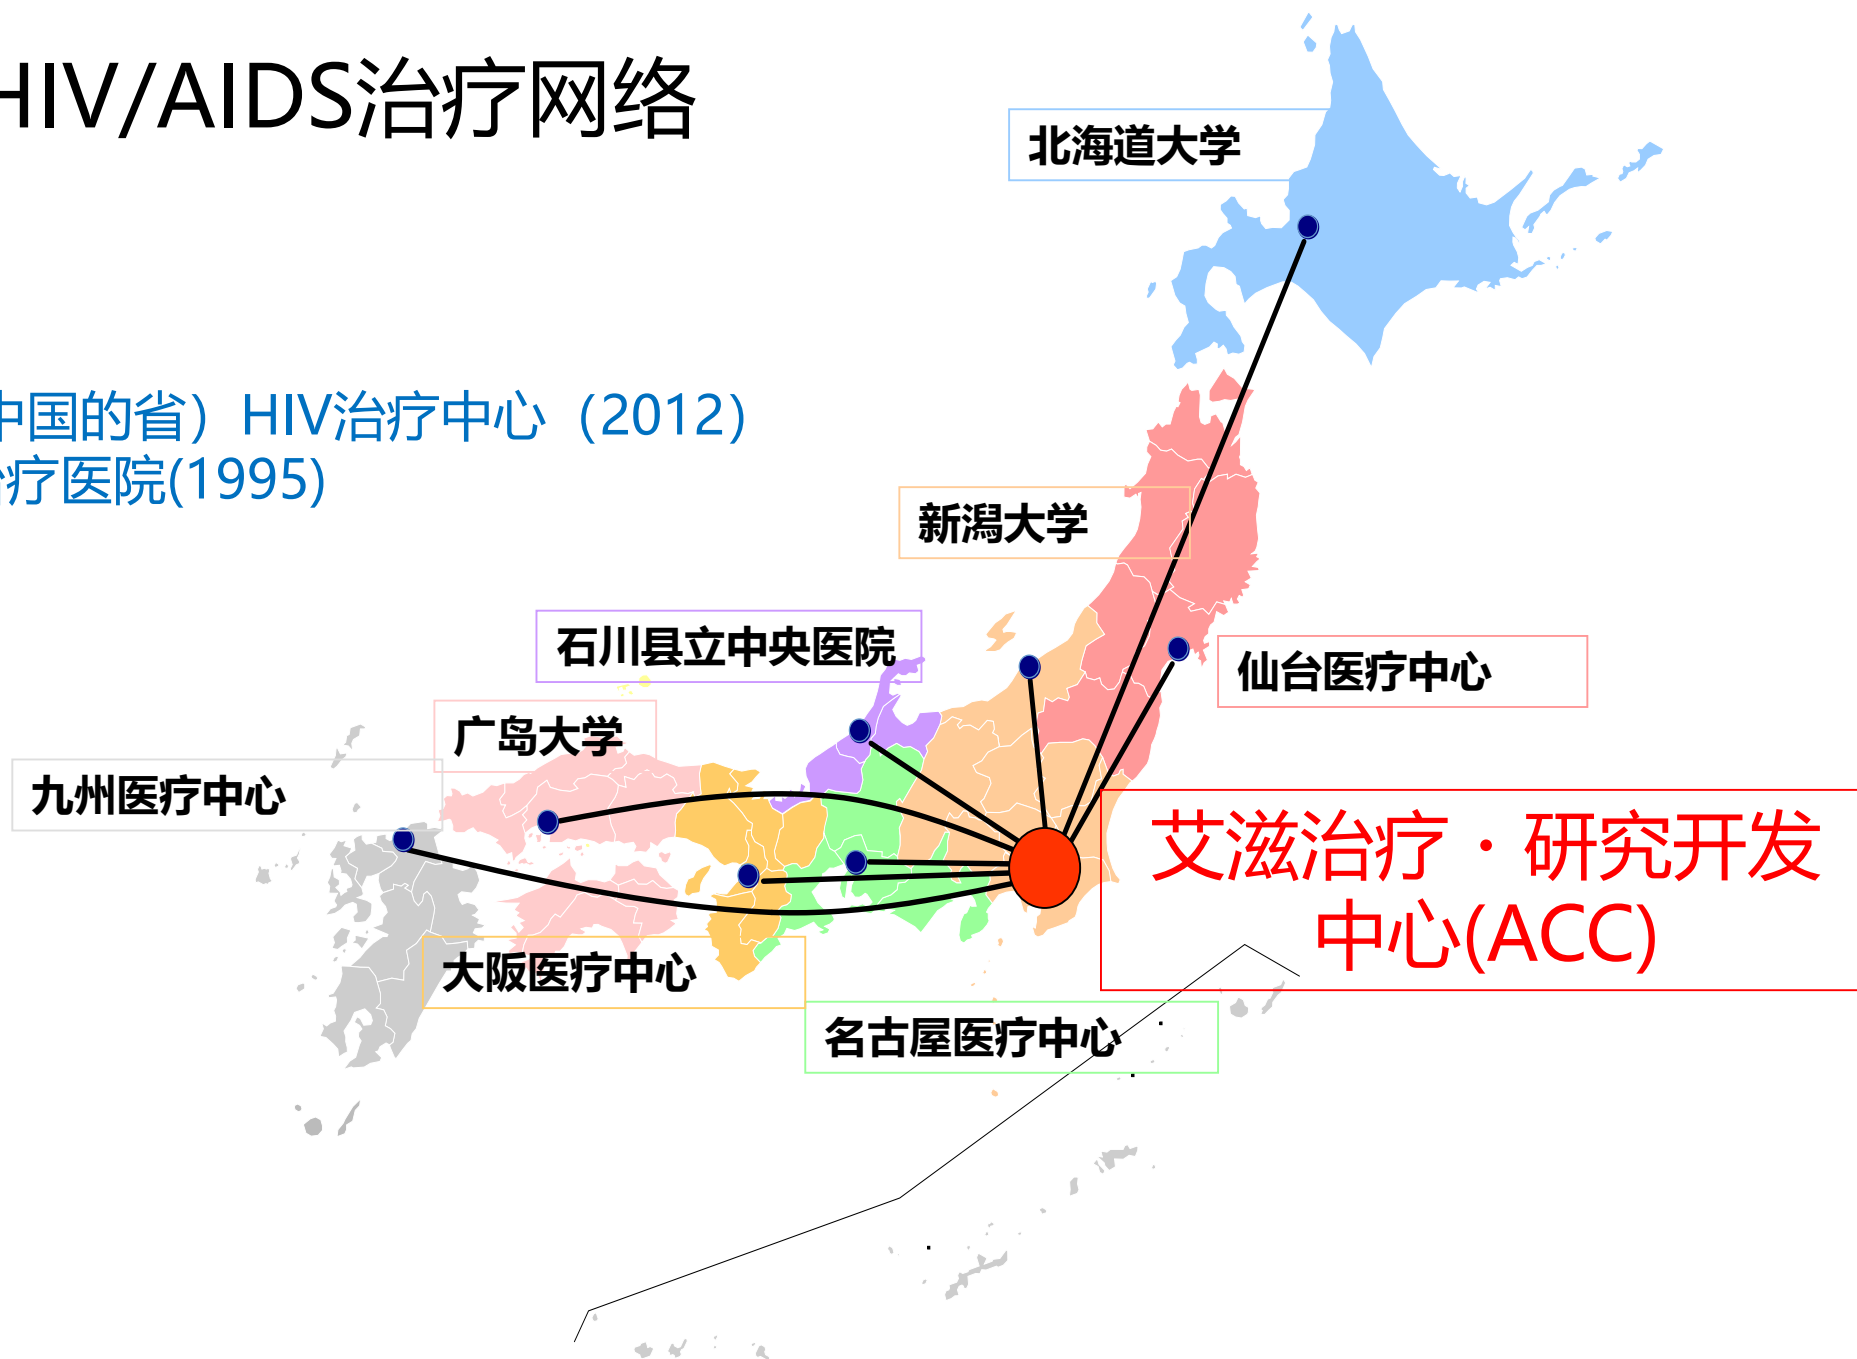 HIV/AIDS治疗网络
北海道大学
中国的省）HIV治疗中心（2012）
治疗医院(1995)
新潟大学
石川县立中央医院
仙台医疗中心
广岛大学
九州医疗中心
艾滋治疗・研究开发
中心(ACC)
大阪医疗中心
名古屋医疗中心